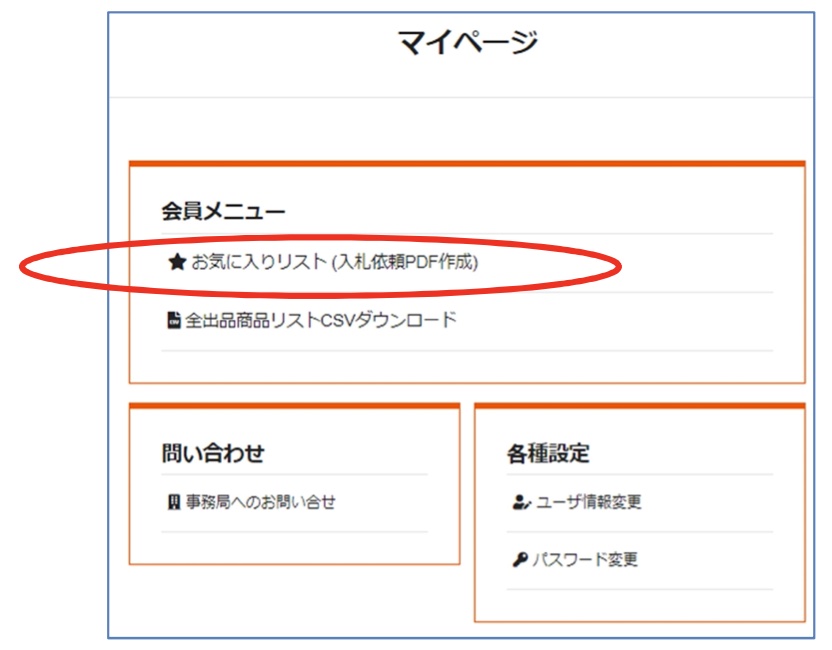 マイページ
会員メニュー
お気に入りリスト (入札依頼PDF作成)
全出品商品リストCSVダウンロード
問い合わせ
事務局へのお問い合せ
各種設定
ユーザ情報変更
パスワード変更